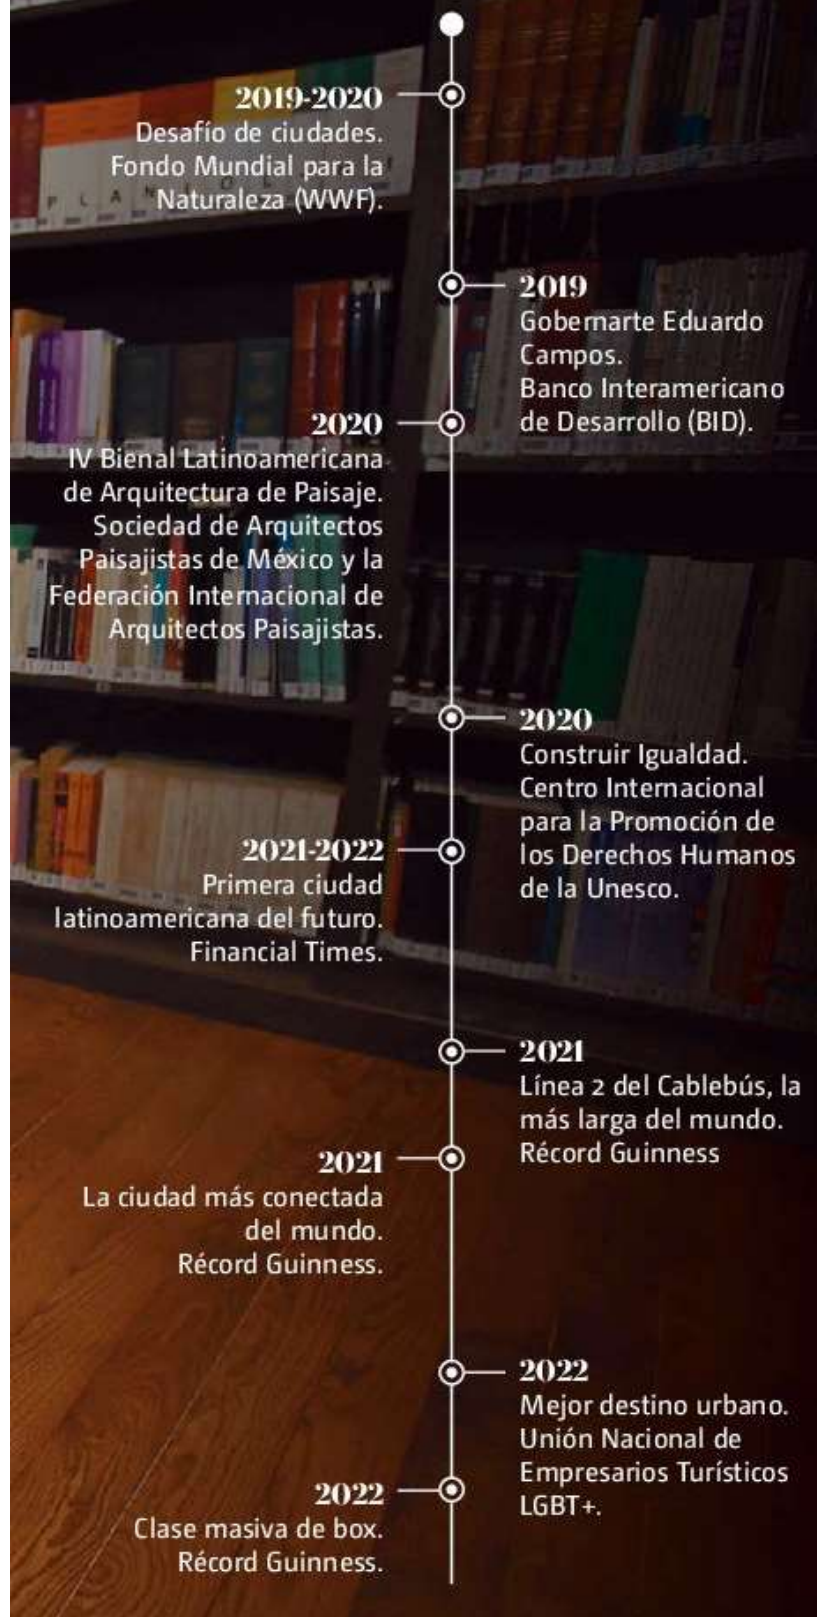 2019-2020
Desafío de ciudades.
Fondo Mundial para la
Naturaleza (WWF).
2019
Gobernarte Eduardo
Campos.
Banco Interamericano
de Desarrollo (BID).
2020
IV Bienal Latinoamericana
de Arquitectura de Paisaje.
Sociedad de Arquitectos
Paisajistas de México y la
Federación Internacional de
Arquitectos Paisajistas.
2020
Construir Igualdad.
Centro Internacional
para la Promoción de
los Derechos Humanos
de la Unesco.
2021-2022
Primera ciudad
latinoamericana del futuro.
Financial Times.
2021
Línea 2 del Cablebús, la
más larga del mundo.
Récord Guinness
2021
La ciudad más conectada
del mundo.
Récord Guinness.
2022
Mejor destino urbano.
Unión Nacional de
Empresarios Turísticos
LGBT+.
2022
Clase masiva de box.
Récord Guinness.